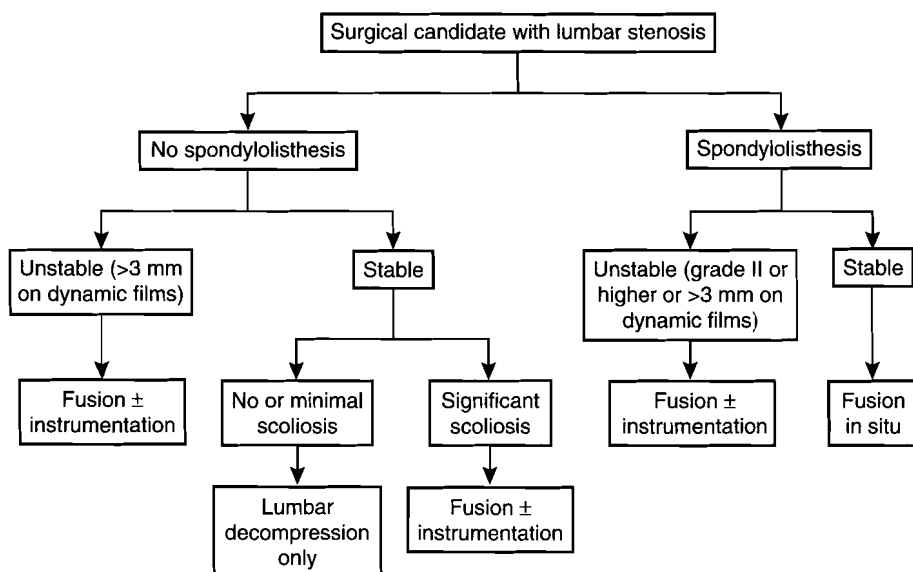 Surgical candidate with lumbar stenosis
No spondylolisthesis
Spondylolisthesis
Unstable (>3 mm
on dynamic films)
Stable
Unstable (grade II or
higher or >3 mm on
dynamic films)
Stable
Fusion ±
instrumentation
No or minimal
scoliosis
Significant
scoliosis
Fusion ±
instrumentation
Fusion
in situ
Lumbar
decompression
only
Fusion ±
instrumentation